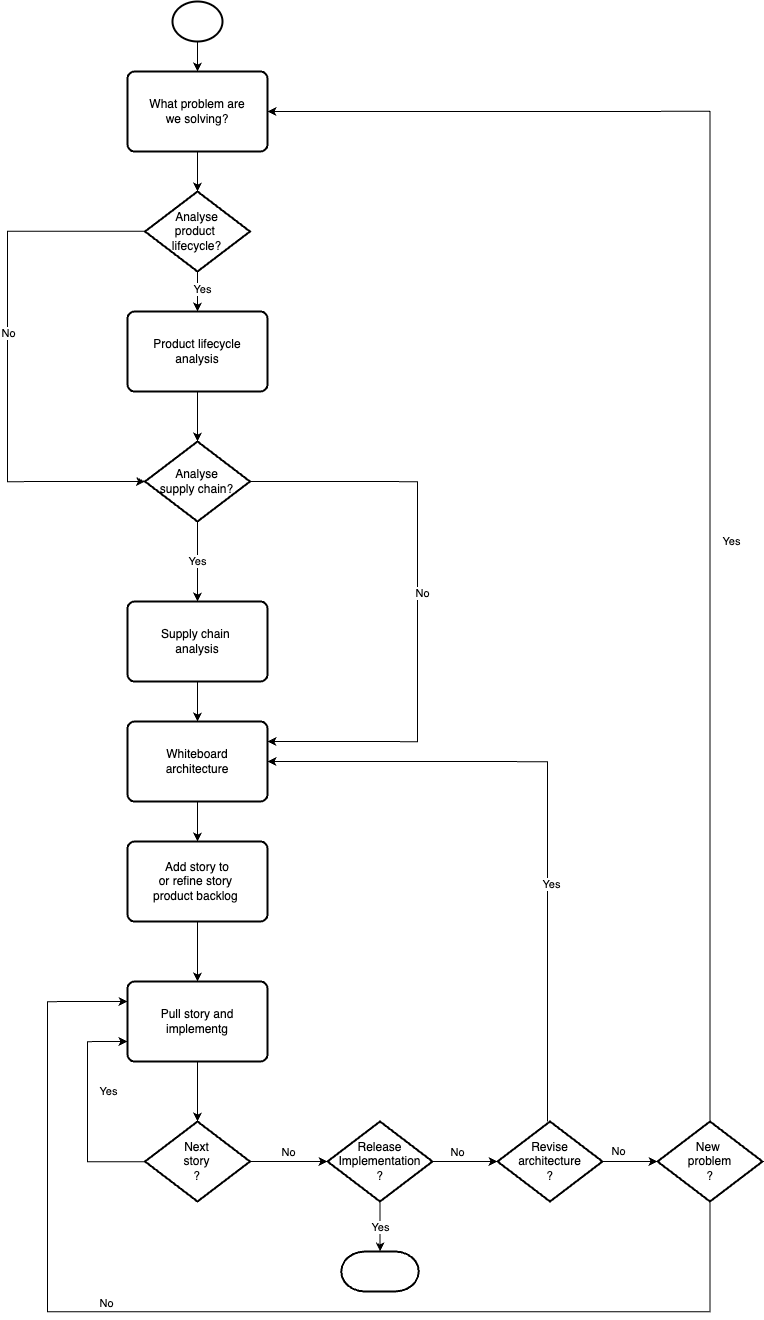 What problem are
we solving?
Analyse
product
lifecycle?
Yes
No
Product lifecycle
analysis
Analyse
supply chain?
Yes
Yes
No
Supply chain
analysis
Whiteboard
architecture
Add story to
or refine story
product backlog
Yes
Pull story and
implementg
Yes
Next
story
?
No
Release
Implementation
?
No
Revise
architecture
?
No
New
problem
?
Yes
No